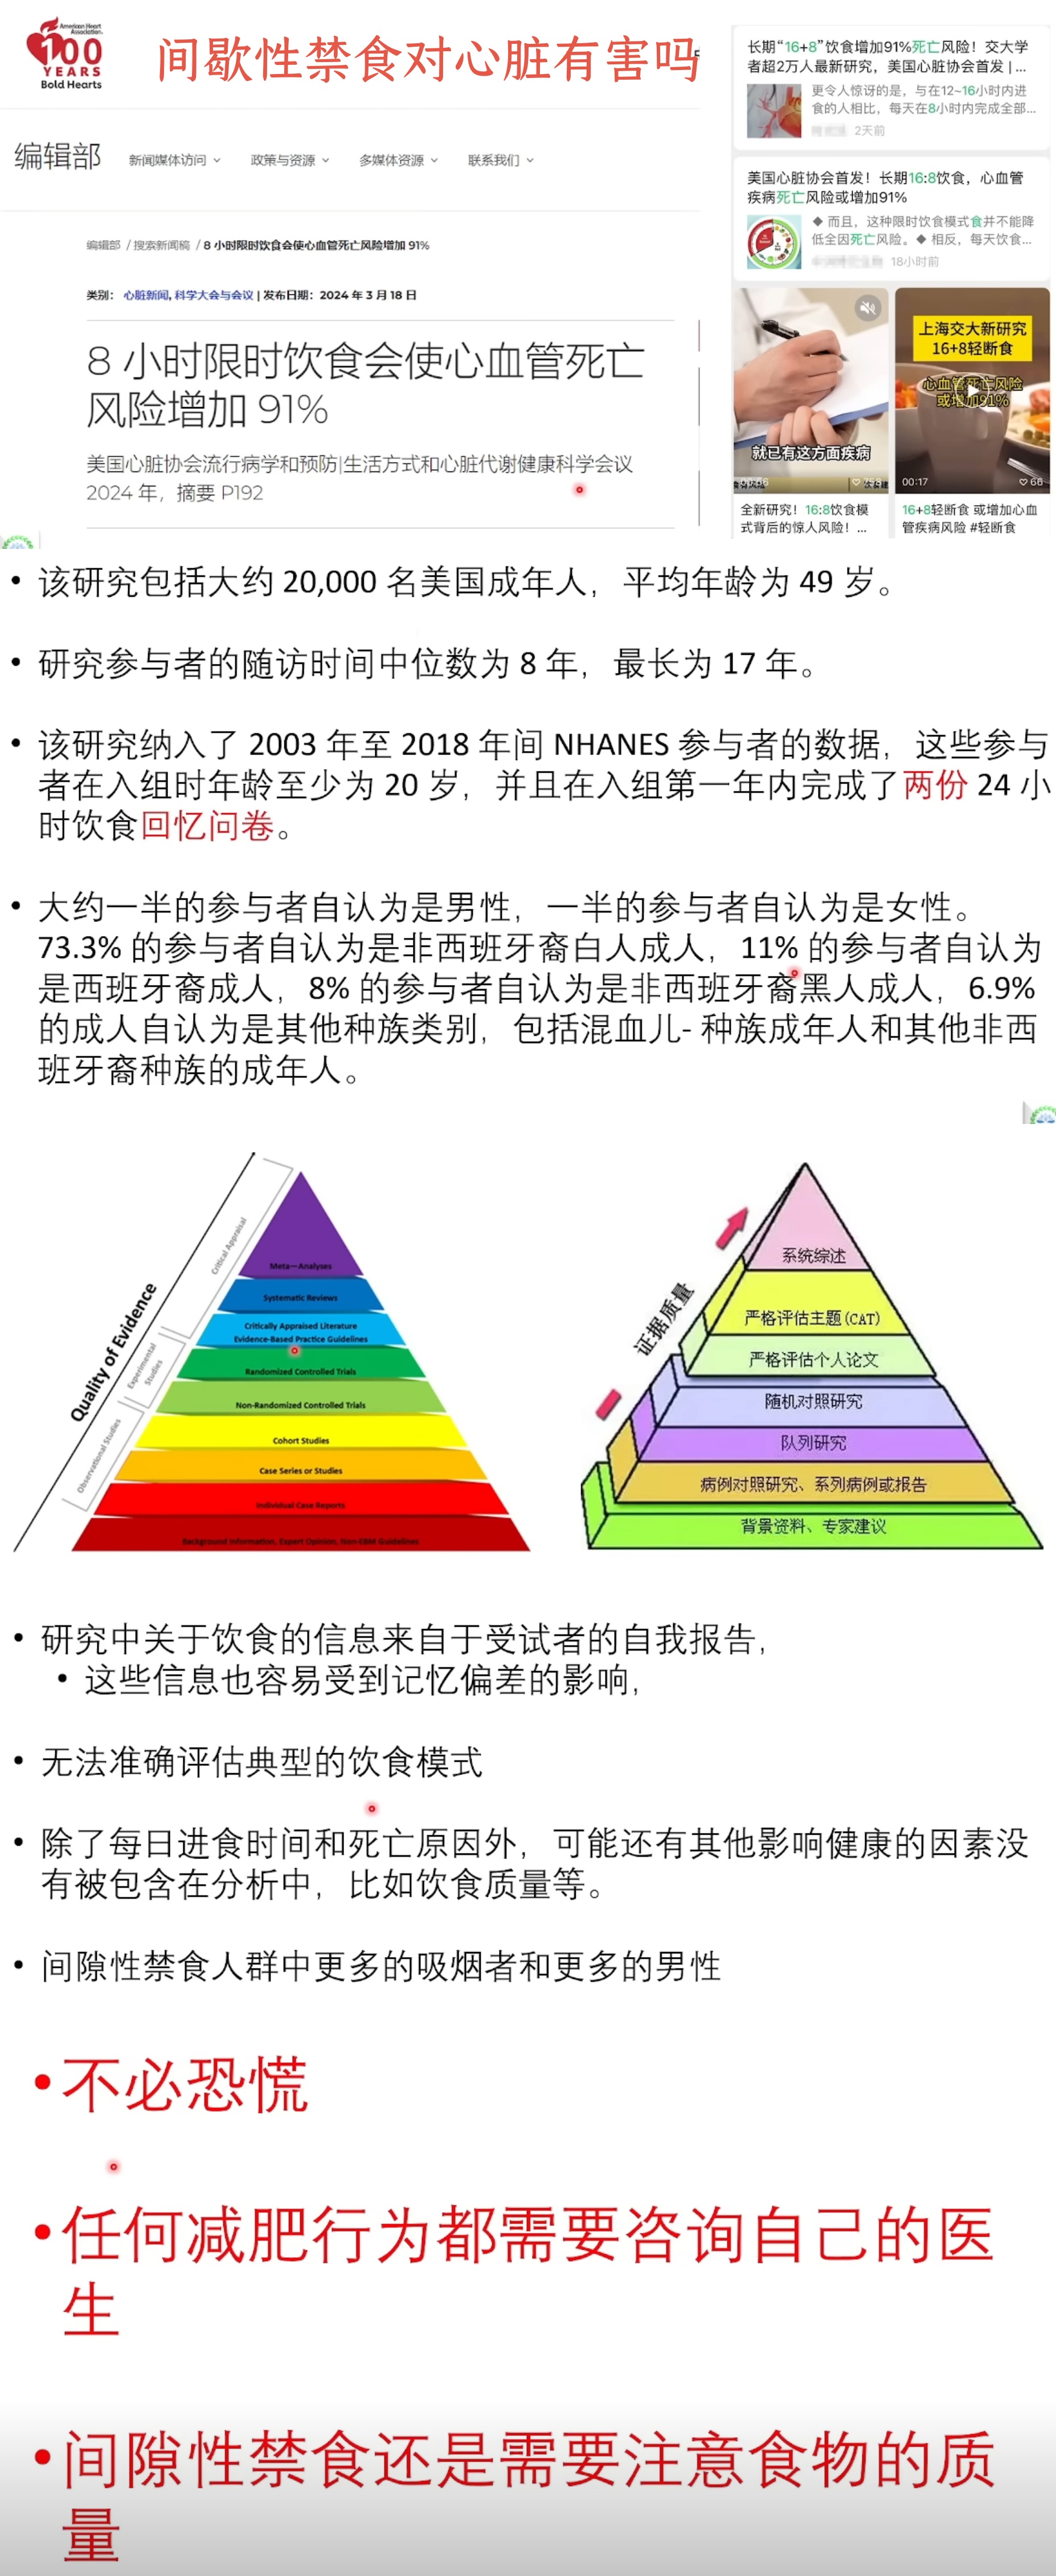 American Heart
Association.
100
YEARS
Bold Hearts
间歇性禁食对心脏有害吗
编辑部
新闻媒体访问
政策与资源
多媒体资源
联系我们
编辑部 / 搜索新闻稿 / 8 小时限时饮食会使心血管死亡风险增加 91%
类别： 心脏新闻, 科学大会与会议 | 发布日期：2024 年 3 月 18 日
8 小时限时饮食会使心血管死亡
风险增加 91%
美国心脏协会流行病学和预防|生活方式和心脏代谢健康科学会议
2024 年，摘要 P192
长期“16+8”饮食增加91%死亡风险！交大学
者超2万人最新研究，美国心脏协会首发 | ...
更令人惊讶的是，与在12~16小时内进
食的人相比，每天在8小时内完成全部...
2天前
美国心脏协会首发！长期16:8饮食，心血管
疾病死亡风险或增加91%
◆ 而且，这种限时饮食模式食并不能降
低全因死亡风险。◆ 相反，每天饮食...
18小时前
就已有这方面疾病
上海交大新研究
16+8轻断食
心血管死亡风险
或增加91%
00:17
66
全新研究！16:8饮食模
式背后的惊人风险！...
16+8轻断食 或增加心血
管疾病风险 #轻断食
• 该研究包括大约 20,000 名美国成年人，平均年龄为 49 岁。
• 研究参与者的随访时间中位数为 8 年，最长为 17 年。
• 该研究纳入了 2003 年至 2018 年间 NHANES 参与者的数据，这些参与
者在入组时年龄至少为 20 岁，并且在入组第一年内完成了两份 24 小
时饮食回忆问卷。
• 大约一半的参与者自认为是男性，一半的参与者自认为是女性。
73.3% 的参与者自认为是非西班牙裔白人成人，11% 的参与者自认为
是西班牙裔成人，8% 的参与者自认为是非西班牙裔黑人成人，6.9%
的成人自认为是其他种族类别，包括混血儿- 种族成年人和其他非西
班牙裔种族的成年人。
Quality of Evidence
Critical Appraisal
Experimental
Studies
Observational Studies
Meta—Analyses
Systematic Reviews
Critically Appraised Literature
Evidence-Based Practice Guidelines
Randomized Controlled Trials
Non-Randomized Controlled Trials
Cohort Studies
Case Series or Studies
Individual Case Reports
Background Information, Expert Opinion, Non-EBM Guidelines
证据质量
系统综述
严格评估主题(CAT)
严格评估个人论文
随机对照研究
队列研究
病例对照研究、系列病例或报告
背景资料、专家建议
• 研究中关于饮食的信息来自于受试者的自我报告，
• 这些信息也容易受到记忆偏差的影响，
• 无法准确评估典型的饮食模式
• 除了每日进食时间和死亡原因外，可能还有其他影响健康的因素没
有被包含在分析中，比如饮食质量等。
• 间隙性禁食人群中更多的吸烟者和更多的男性
• 不必恐慌
• 任何减肥行为都需要咨询自己的医
生
• 间隙性禁食还是需要注意食物的质
量